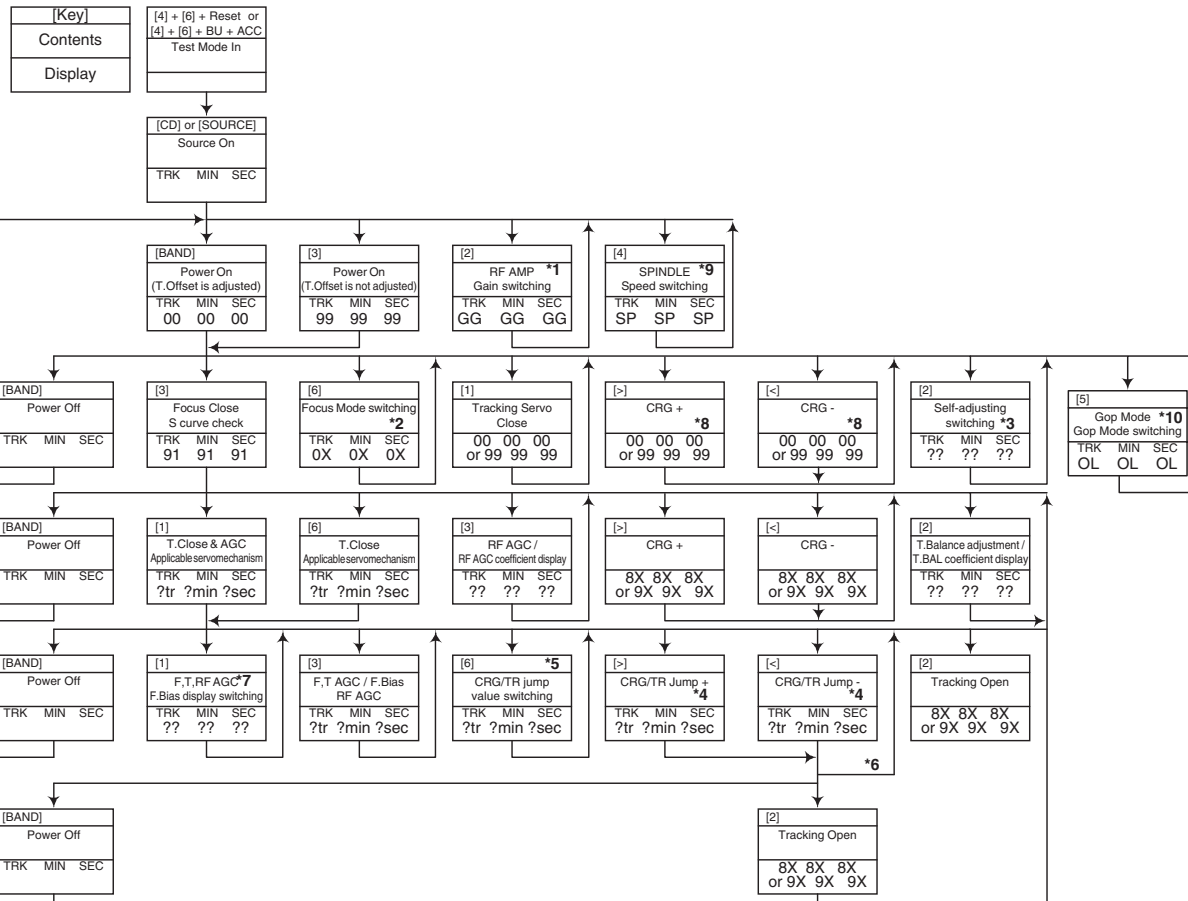 [Key]
Contents
Display
[4] + [6] + Reset or
[4] + [6] + BU + ACC
Test Mode In
[CD] or [SOURCE]
Source On
TRK MIN SEC
[BAND]
Power On
(T.Offset is adjusted)
TRK MIN SEC
00 00 00
[3]
Power On
(T.Offset is not adjusted)
TRK MIN SEC
99 99 99
[2]
RF AMP *1
Gain switching
TRK MIN SEC
GG GG GG
[4]
SPINDLE *9
Speed switching
TRK MIN SEC
SP SP SP
[BAND]
Power Off
TRK MIN SEC
[3]
Focus Close
S curve check
TRK MIN SEC
91 91 91
[6]
Focus Mode switching
*2
TRK MIN SEC
0X 0X 0X
[1]
Tracking Servo
Close
00 00 00
or 99 99 99
[>]
CRG +
*8
00 00 00
or 99 99 99
[<]
CRG -
*8
00 00 00
or 99 99 99
[2]
Self-adjusting
switching *3
TRK MIN SEC
?? ?? ??
[5]
Gop Mode *10
Gop Mode switching
TRK MIN SEC
OL OL OL
[BAND]
Power Off
TRK MIN SEC
[1]
T.Close & AGC
Applicable servomechanism
TRK MIN SEC
?tr ?min ?sec
[6]
T.Close
Applicable servomechanism
TRK MIN SEC
?tr ?min ?sec
[3]
RF AGC /
RF AGC coefficient display
TRK MIN SEC
?? ?? ??
[>]
CRG +
8X 8X 8X
or 9X 9X 9X
[<]
CRG -
8X 8X 8X
or 9X 9X 9X
[2]
T.Balance adjustment /
T.BAL coefficient display
TRK MIN SEC
?? ?? ??
[BAND]
Power Off
TRK MIN SEC
[1]
F,T,RF AGC *7
F.Bias display switching
TRK MIN SEC
?? ?? ??
[3]
F,T AGC / F.Bias
RF AGC
TRK MIN SEC
?tr ?min ?sec
[6] *5
CRG/TR jump
value switching
TRK MIN SEC
?tr ?min ?sec
[>]
CRG/TR Jump +
*4
TRK MIN SEC
?tr ?min ?sec
[<]
CRG/TR Jump -
*4
TRK MIN SEC
?tr ?min ?sec
[2]
Tracking Open
8X 8X 8X
or 9X 9X 9X
*6
[BAND]
Power Off
TRK MIN SEC
[2]
Tracking Open
8X 8X 8X
or 9X 9X 9X